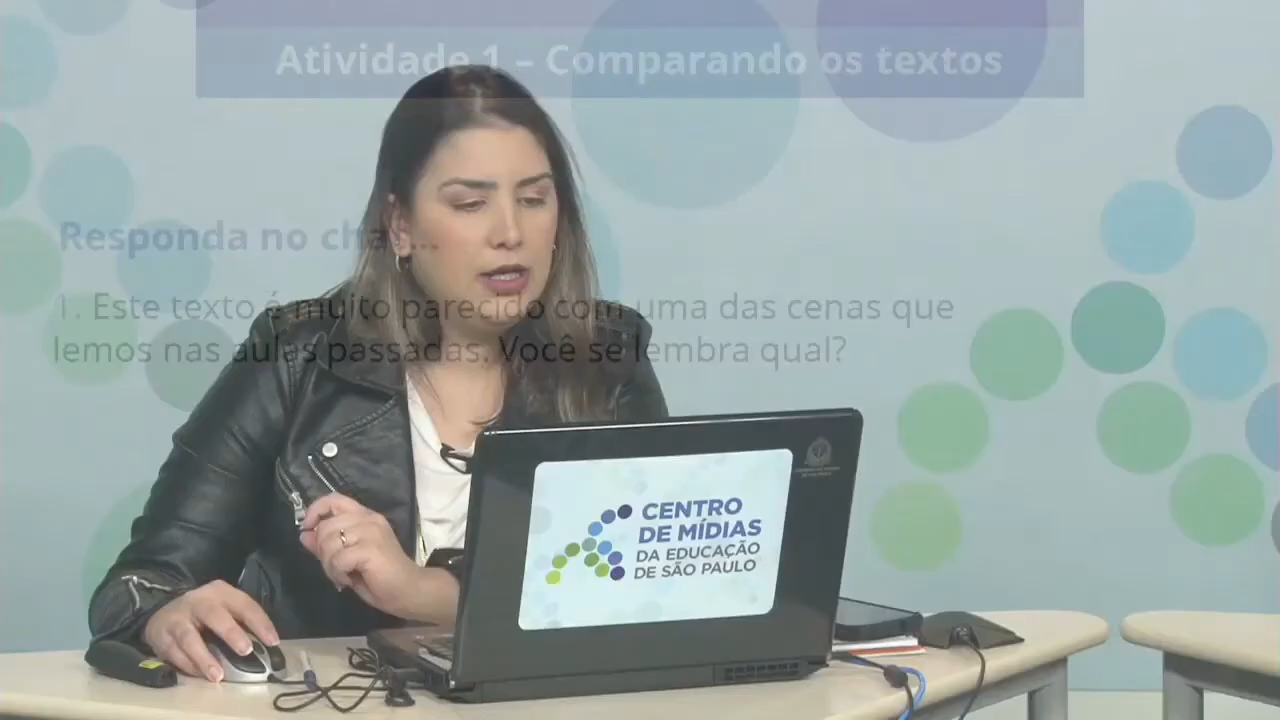 Atividade 1 – Comparando os textos
Responda no chat...
1. Este texto é muito parecido com uma das cenas que
lemos nas aulas passadas. Você se lembra qual?
CENTRO
DE MÍDIAS
DA EDUCAÇÃO
DE SÃO PAULO